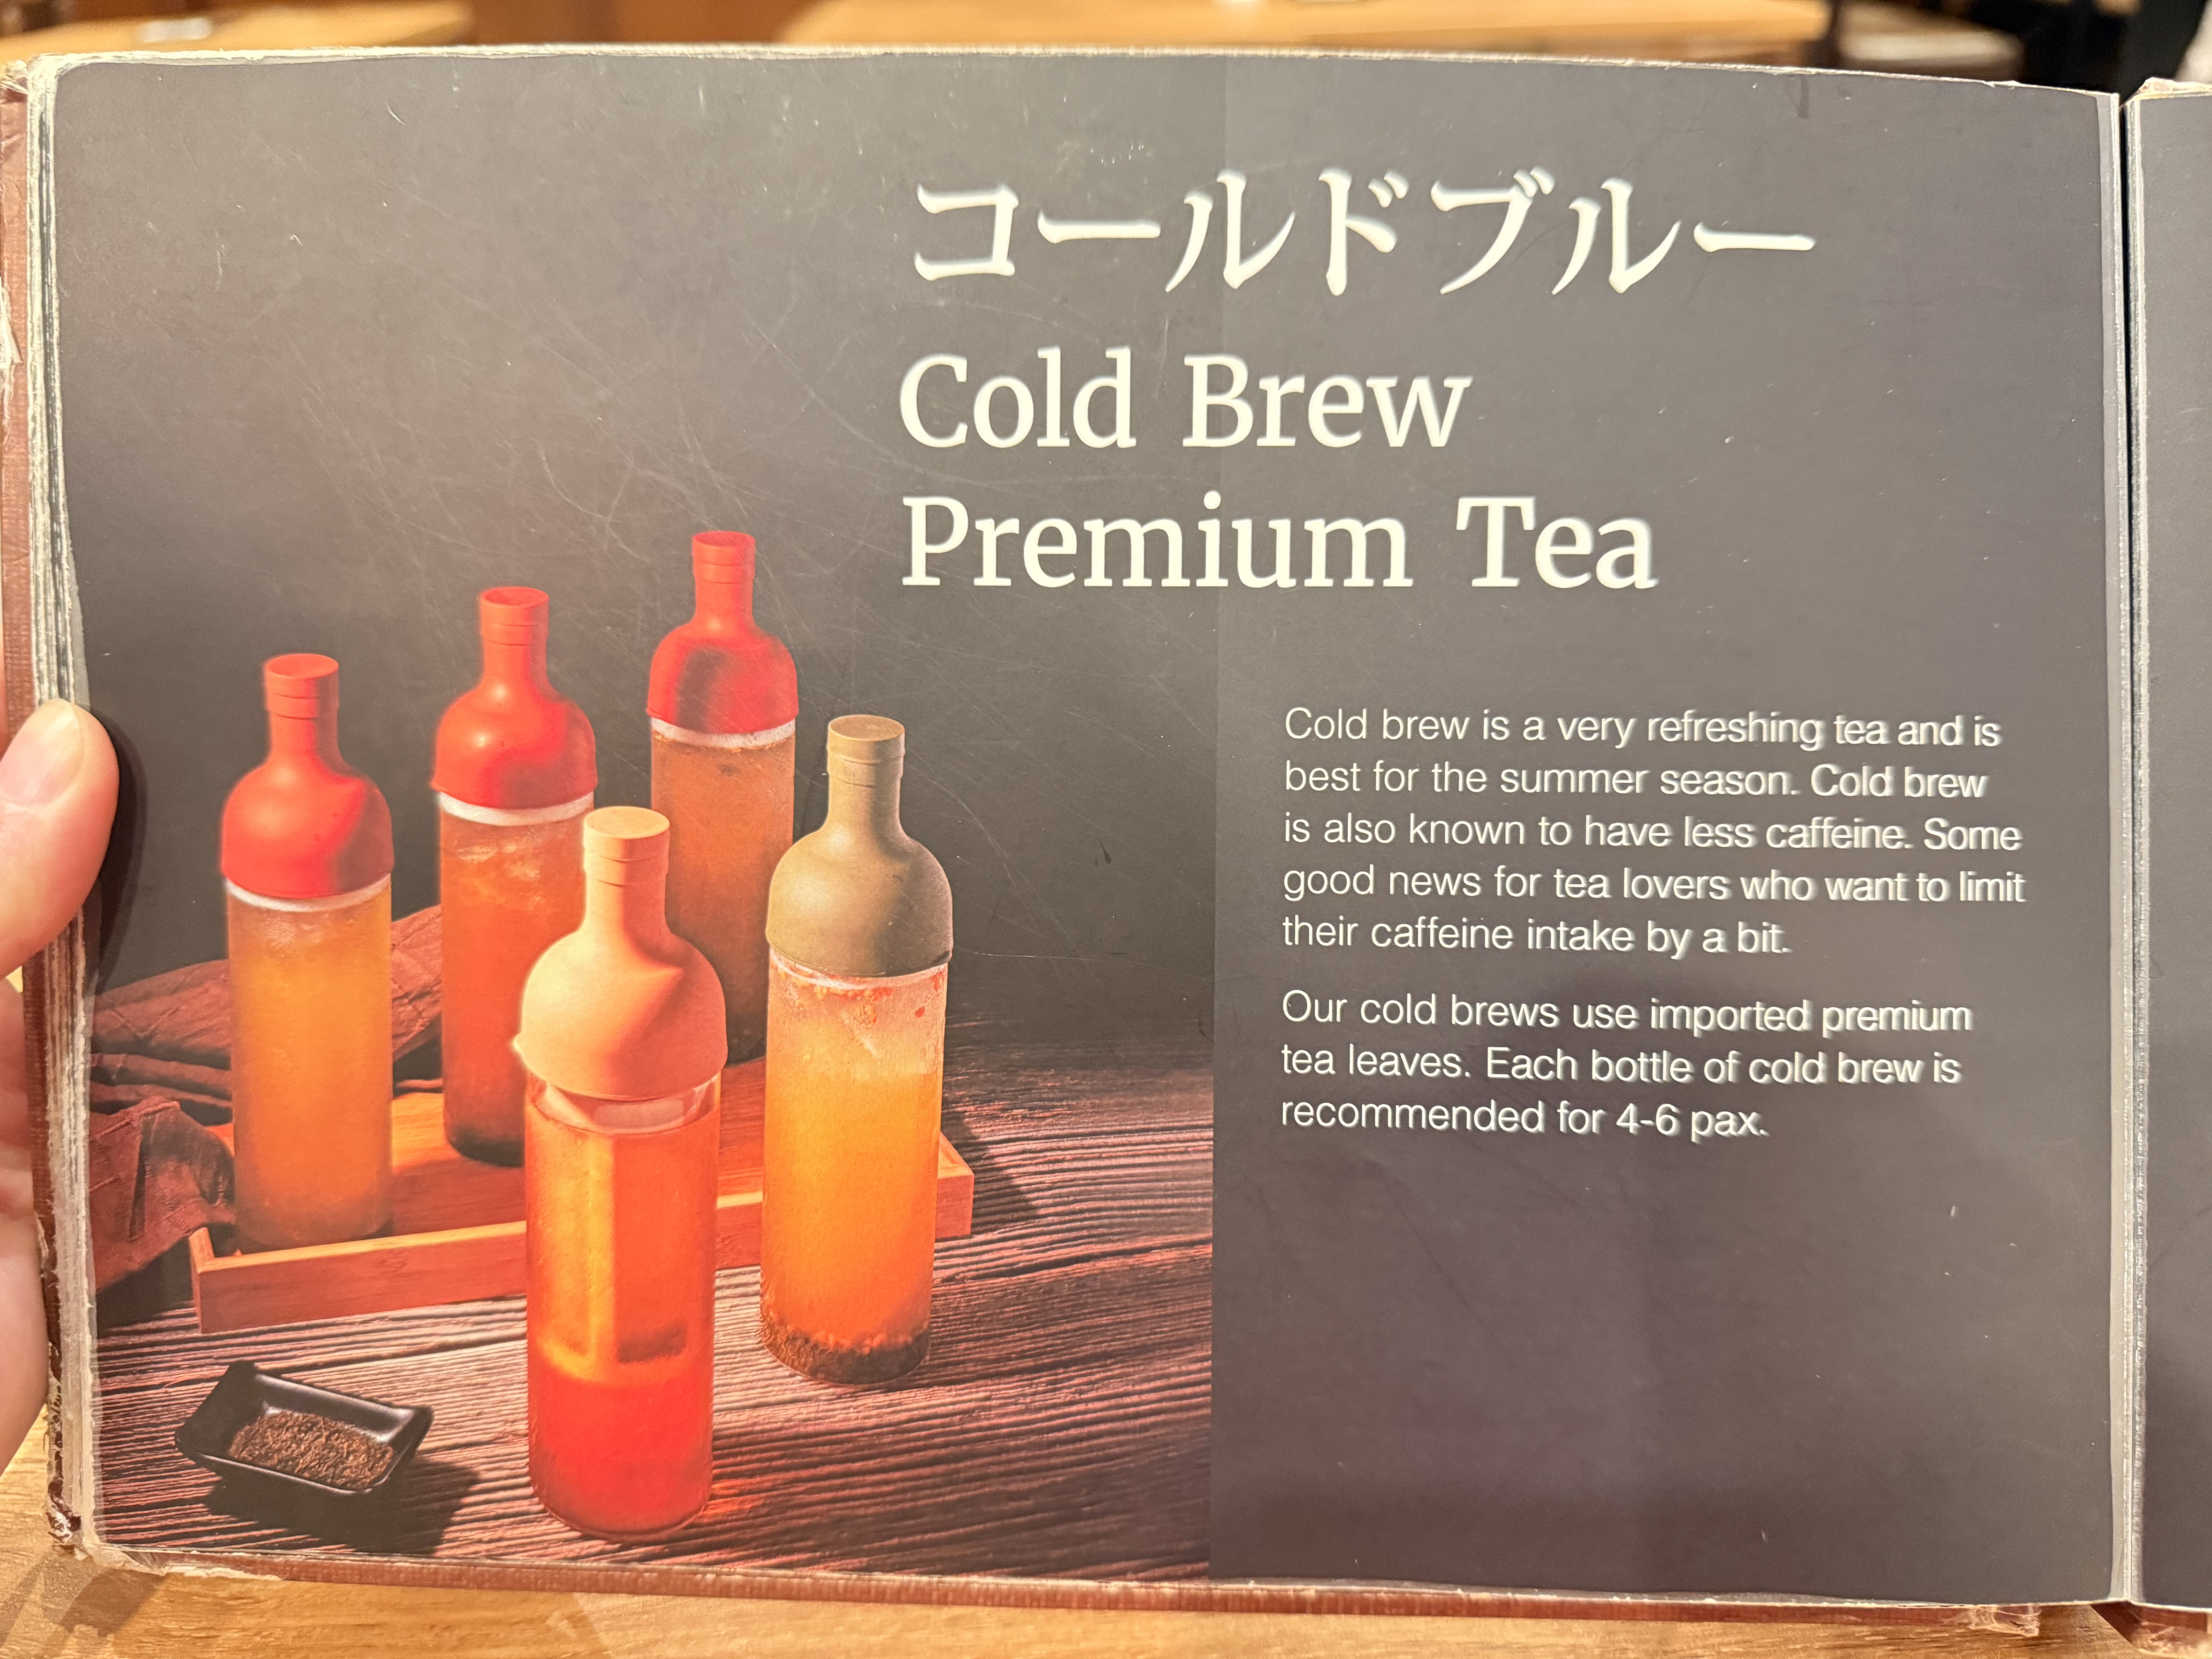 コールドブルー
Cold Brew
Premium Tea
Cold brew is a very refreshing tea and is
best for the summer season. Cold brew
is also known to have less caffeine. Some
good news for tea lovers who want to limit
their caffeine intake by a bit.
Our cold brews use imported premium
tea leaves. Each bottle of cold brew is
recommended for 4-6 pax.